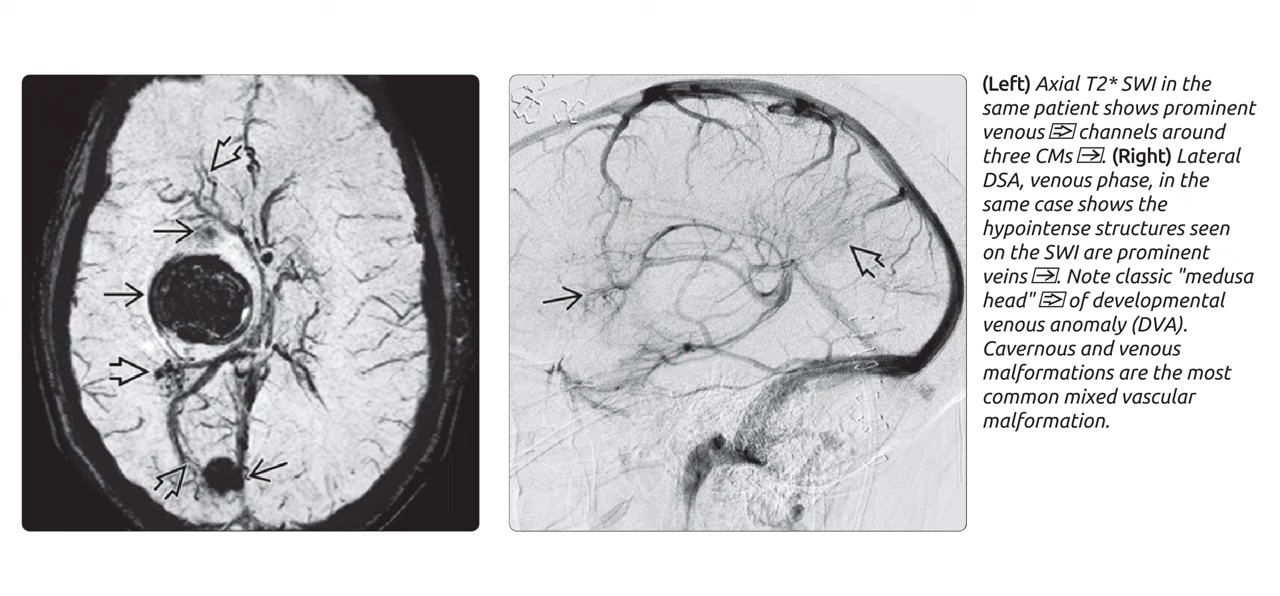 (Left) Axial T2* SWI in the
same patient shows prominent
venous channels around
three CMs. (Right) Lateral
DSA, venous phase, in the
same case shows the
hypointense structures seen
on the SWI are prominent
veins. Note classic "medusa
head" of developmental
venous anomaly (DVA).
Cavernous and venous
malformations are the most
common mixed vascular
malformation.